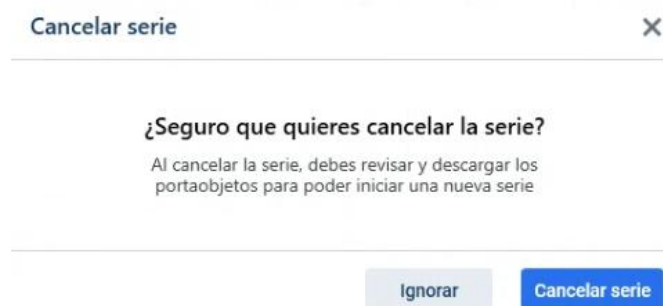 Cancelar serie
¿Seguro que quieres cancelar la serie?
Al cancelar la serie, debes revisar y descargar los
portaobjetos para poder iniciar una nueva serie
Ignorar
Cancelar serie